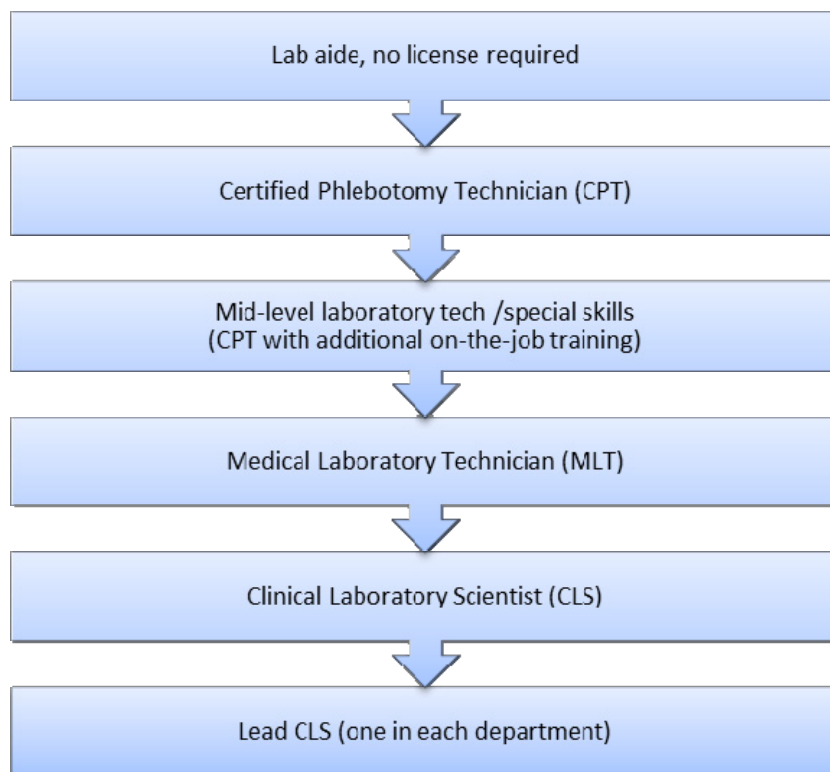 Lab aide, no license required
Certified Phlebotomy Technician (CPT)
Mid-level laboratory tech /special skills
(CPT with additional on-the-job training)
Medical Laboratory Technician (MLT)
Clinical Laboratory Scientist (CLS)
Lead CLS (one in each department)